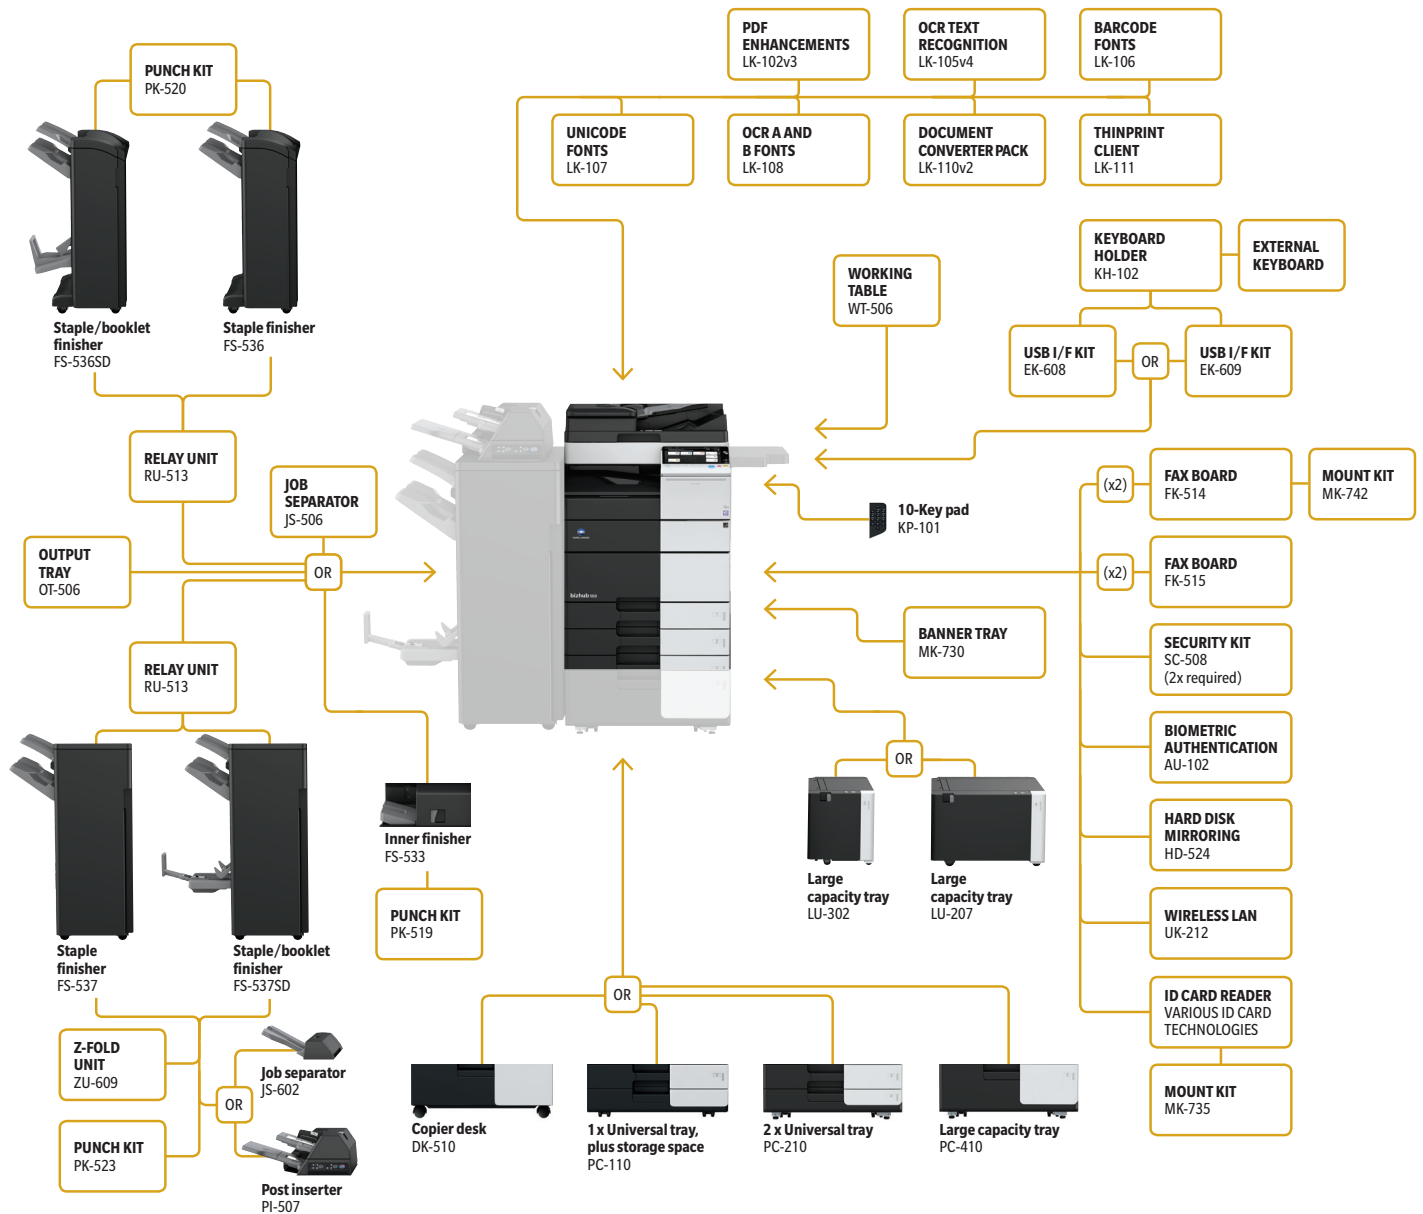 PDF
ENHANCEMENTS
LK-102v3
OCR TEXT
RECOGNITION
LK-105v4
BARCODE
FONTS
LK-106
UNICODE
FONTS
LK-107
OCR A AND
B FONTS
LK-108
DOCUMENT
CONVERTER PACK
LK-110v2
THINPRINT
CLIENT
LK-111
PUNCH KIT
PK-520
Staple/booklet
finisher
FS-536SD
Staple finisher
FS-536
RELAY UNIT
RU-513
JOB
SEPARATOR
JS-506
OUTPUT
TRAY
OT-506
OR
RELAY UNIT
RU-513
WORKING
TABLE
WT-506
KEYBOARD
HOLDER
KH-102
EXTERNAL
KEYBOARD
USB I/F KIT
EK-608
OR
USB I/F KIT
EK-609
10-Key pad
KP-101
(x2)
FAX BOARD
FK-514
MOUNT KIT
MK-742
(x2)
FAX BOARD
FK-515
bizhub
BANNER TRAY
MK-730
SECURITY KIT
SC-508
(2x required)
BIOMETRIC
AUTHENTICATION
AU-102
HARD DISK
MIRRORING
HD-524
WIRELESS LAN
UK-212
ID CARD READER
VARIOUS ID CARD
TECHNOLOGIES
MOUNT KIT
MK-735
OR
Large
capacity tray
LU-302
Large
capacity tray
LU-207
Inner finisher
FS-533
PUNCH KIT
PK-519
Staple
finisher
FS-537
Staple/booklet
finisher
FS-537SD
Z-FOLD
UNIT
ZU-609
PUNCH KIT
PK-523
Job separator
JS-602
OR
Post inserter
PI-507
OR
Copier desk
DK-510
1 x Universal tray,
plus storage space
PC-110
2 x Universal tray
PC-210
Large capacity tray
PC-410